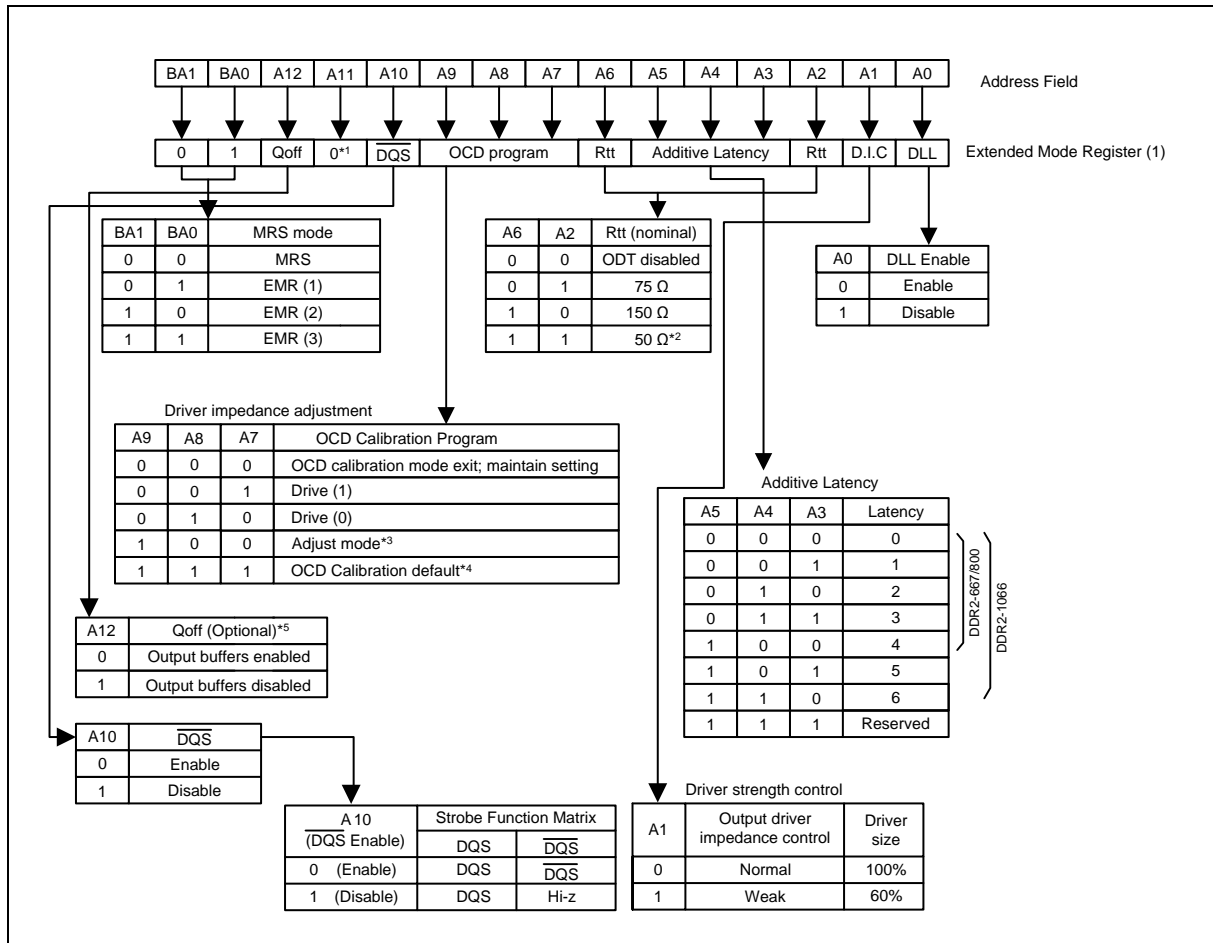 BA1 BA0 A12 A11 A10 A9 A8 A7 A6 A5 A4 A3 A2 A1 A0 Address Field
0 1 Qoff 0*1 D̅Q̅S̅ OCD program Rtt Additive Latency Rtt D.I.C DLL Extended Mode Register (1)
BA1 BA0 MRS mode
0 0 MRS
0 1 EMR (1)
1 0 EMR (2)
1 1 EMR (3)
A6 A2 Rtt (nominal)
0 0 ODT disabled
0 1 75 Ω
1 0 150 Ω
1 1 50 Ω*2
A0 DLL Enable
0 Enable
1 Disable
Driver impedance adjustment
A9 A8 A7 OCD Calibration Program
0 0 0 OCD calibration mode exit; maintain setting
0 0 1 Drive (1)
0 1 0 Drive (0)
1 0 0 Adjust mode*3
1 1 1 OCD Calibration default*4
Additive Latency
A5 A4 A3 Latency
0 0 0 0
0 0 1 1
0 1 0 2
0 1 1 3
1 0 0 4
1 0 1 5
1 1 0 6
1 1 1 Reserved
DDR2-667/800
DDR2-1066
A12 Qoff (Optional)*5
0 Output buffers enabled
1 Output buffers disabled
A10 D̅Q̅S̅
0 Enable
1 Disable
A10 Strobe Function Matrix
(D̅Q̅S̅ Enable) DQS D̅Q̅S̅
0 (Enable) DQS D̅Q̅S̅
1 (Disable) DQS Hi-z
Driver strength control
A1 Output driver impedance control Driver size
0 Normal 100%
1 Weak 60%